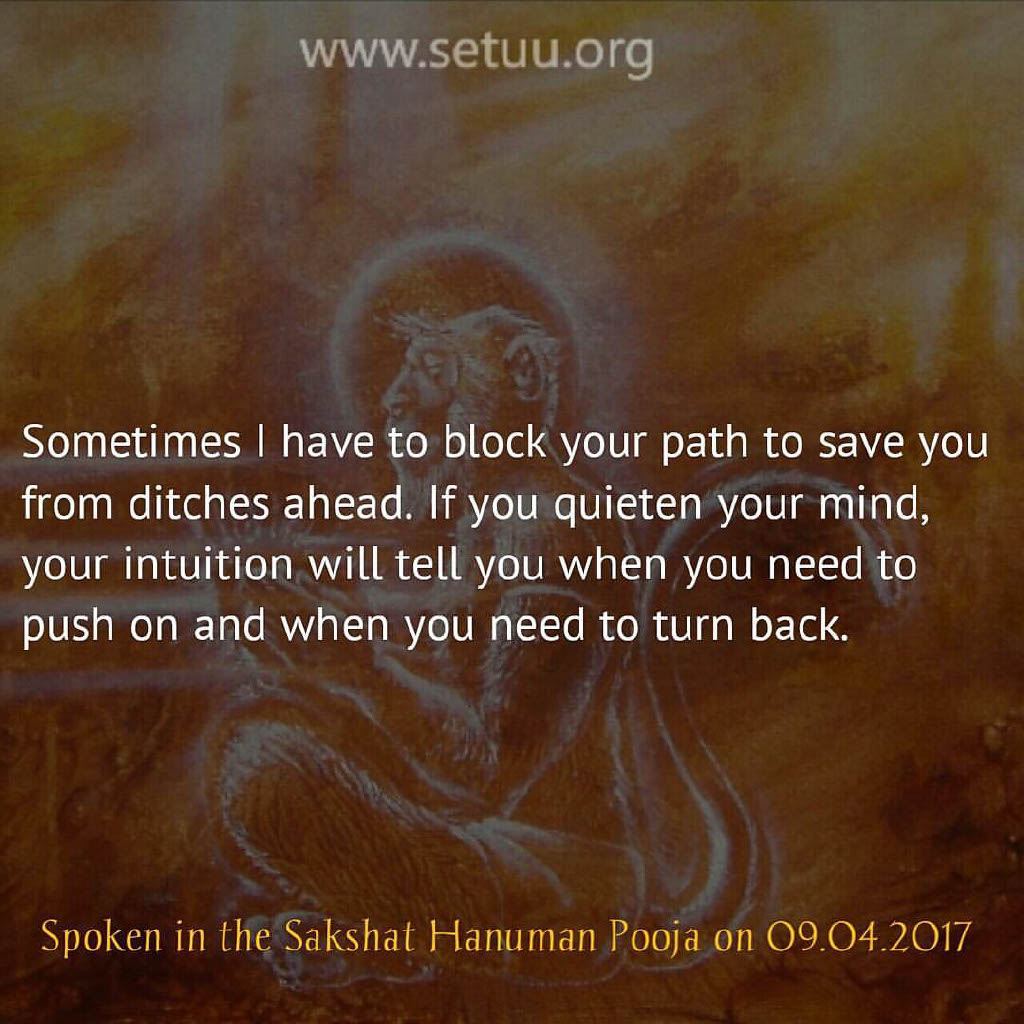 www.setuu.org
Sometimes I have to block your path to save you
from ditches ahead. If you quieten your mind,
your intuition will tell you when you need to
push on and when you need to turn back.
Spoken in the Sakshat Hanuman Pooja on 09.04.2017